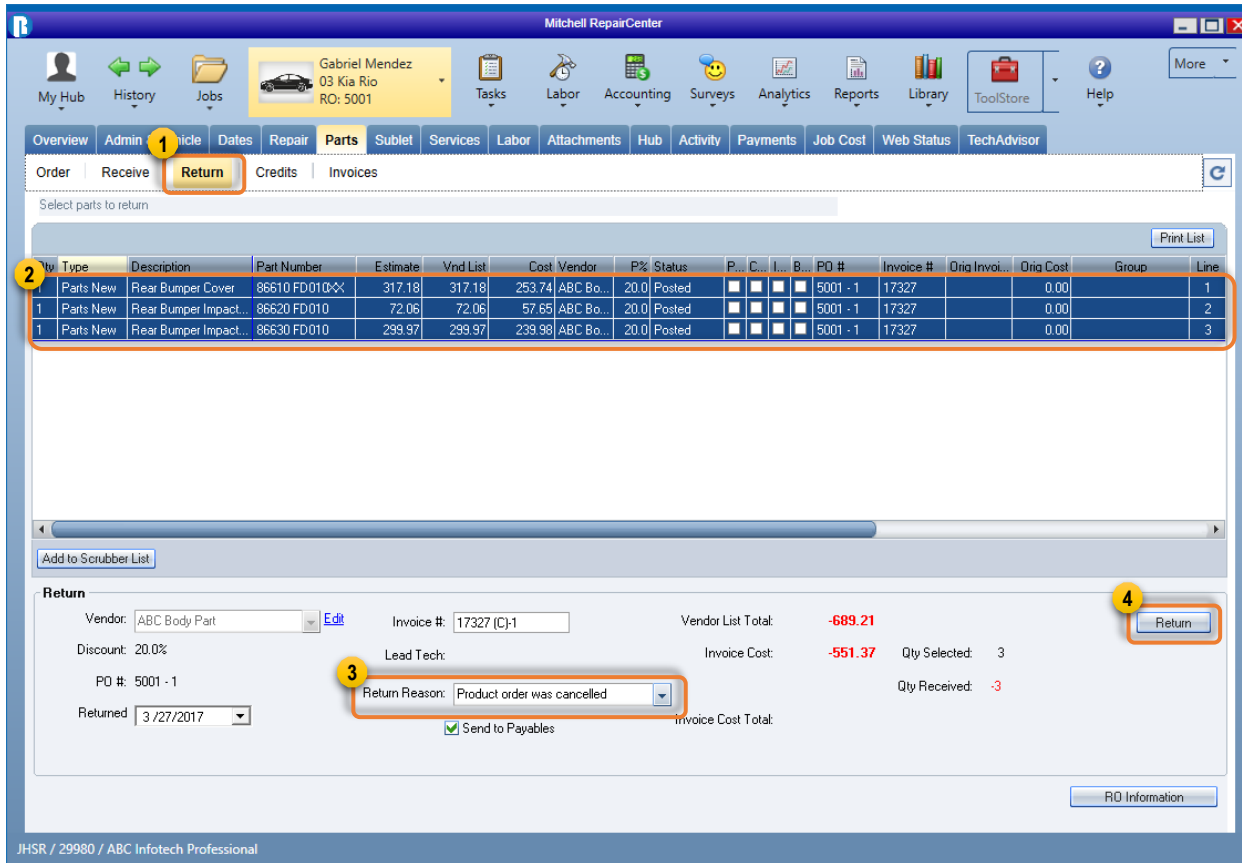 Mitchell RepairCenter
My Hub
History
Jobs
Gabriel Mendez
03 Kia Rio
RO: 5001
Tasks
Labor
Accounting
Surveys
Analytics
Reports
Library
ToolStore
Help
More
Overview Admin 1 icle Dates Repair Parts Sublet Services Labor Attachments Hub Activity Payments Job Cost Web Status TechAdvisor
Order Receive Return Credits Invoices
Select parts to return
Print List
2 Type Description Part Number Estimate Vnd List Cost Vendor P% Status P... C... I... B... PO # Invoice # Orig Invoi... Orig Cost Group Line
1 Parts New Rear Bumper Cover 86610 FD010XX 317.18 317.18 253.74 ABC Bo... 20.0 Posted 5001 - 1 17327 0.00 1
1 Parts New Rear Bumper Impact... 86620 FD010 72.06 72.06 57.65 ABC Bo... 20.0 Posted 5001 - 1 17327 0.00 2
1 Parts New Rear Bumper Impact... 86630 FD010 299.97 299.97 239.98 ABC Bo... 20.0 Posted 5001 - 1 17327 0.00 3
Add to Scrubber List
Return
4
Vendor: ABC Body Part Edit Invoice #: 17327 (C)-1 Vendor List Total: -689.21 Return
Discount: 20.0% Lead Tech: Invoice Cost: -551.37 Qty Selected: 3
3
PO #: 5001 - 1 Return Reason: Product order was cancelled Qty Received: -3
Returned 3 /27/2017 Send to Payables Invoice Cost Total:
RO Information
JHSR / 29980 / ABC Infotech Professional